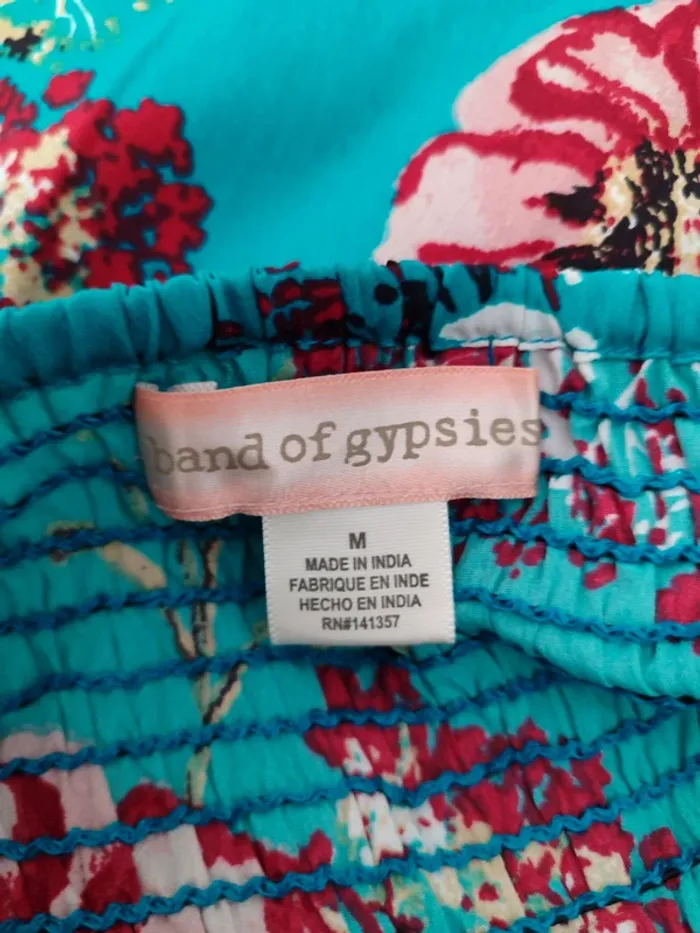 band of gypsies
M
MADE IN INDIA
FABRIQUE EN INDE
HECHO EN INDIA
RN#141357